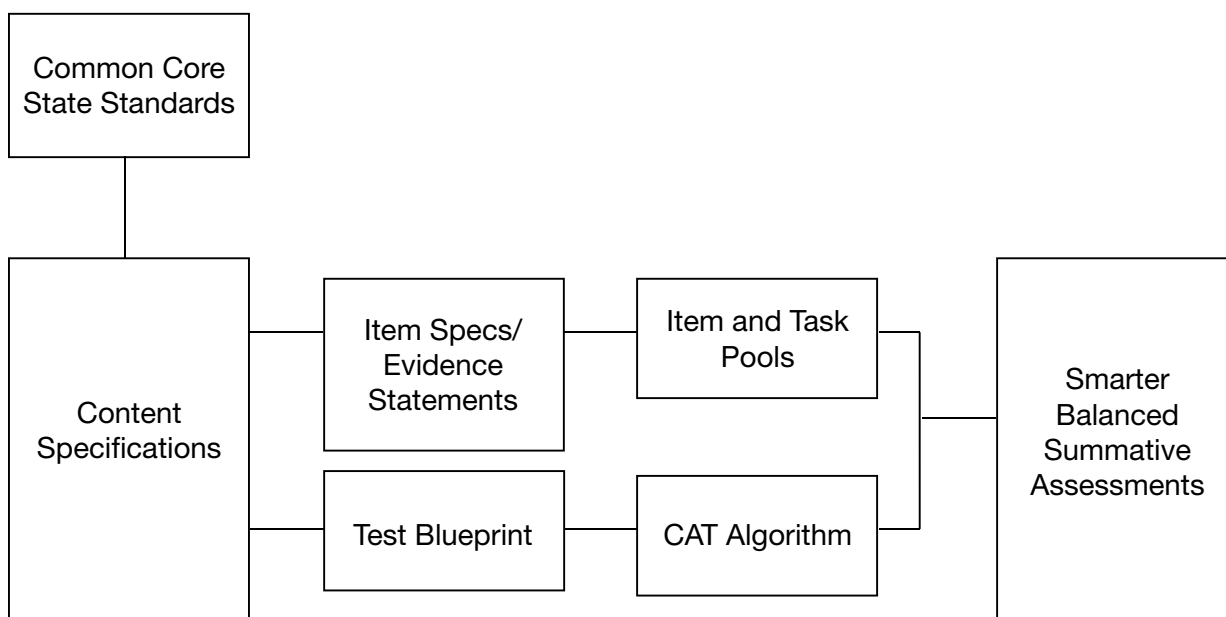 Common Core
State Standards
Content
Specifications
Item Specs/
Evidence
Statements
Item and Task
Pools
Test Blueprint
CAT Algorithm
Smarter
Balanced
Summative
Assessments